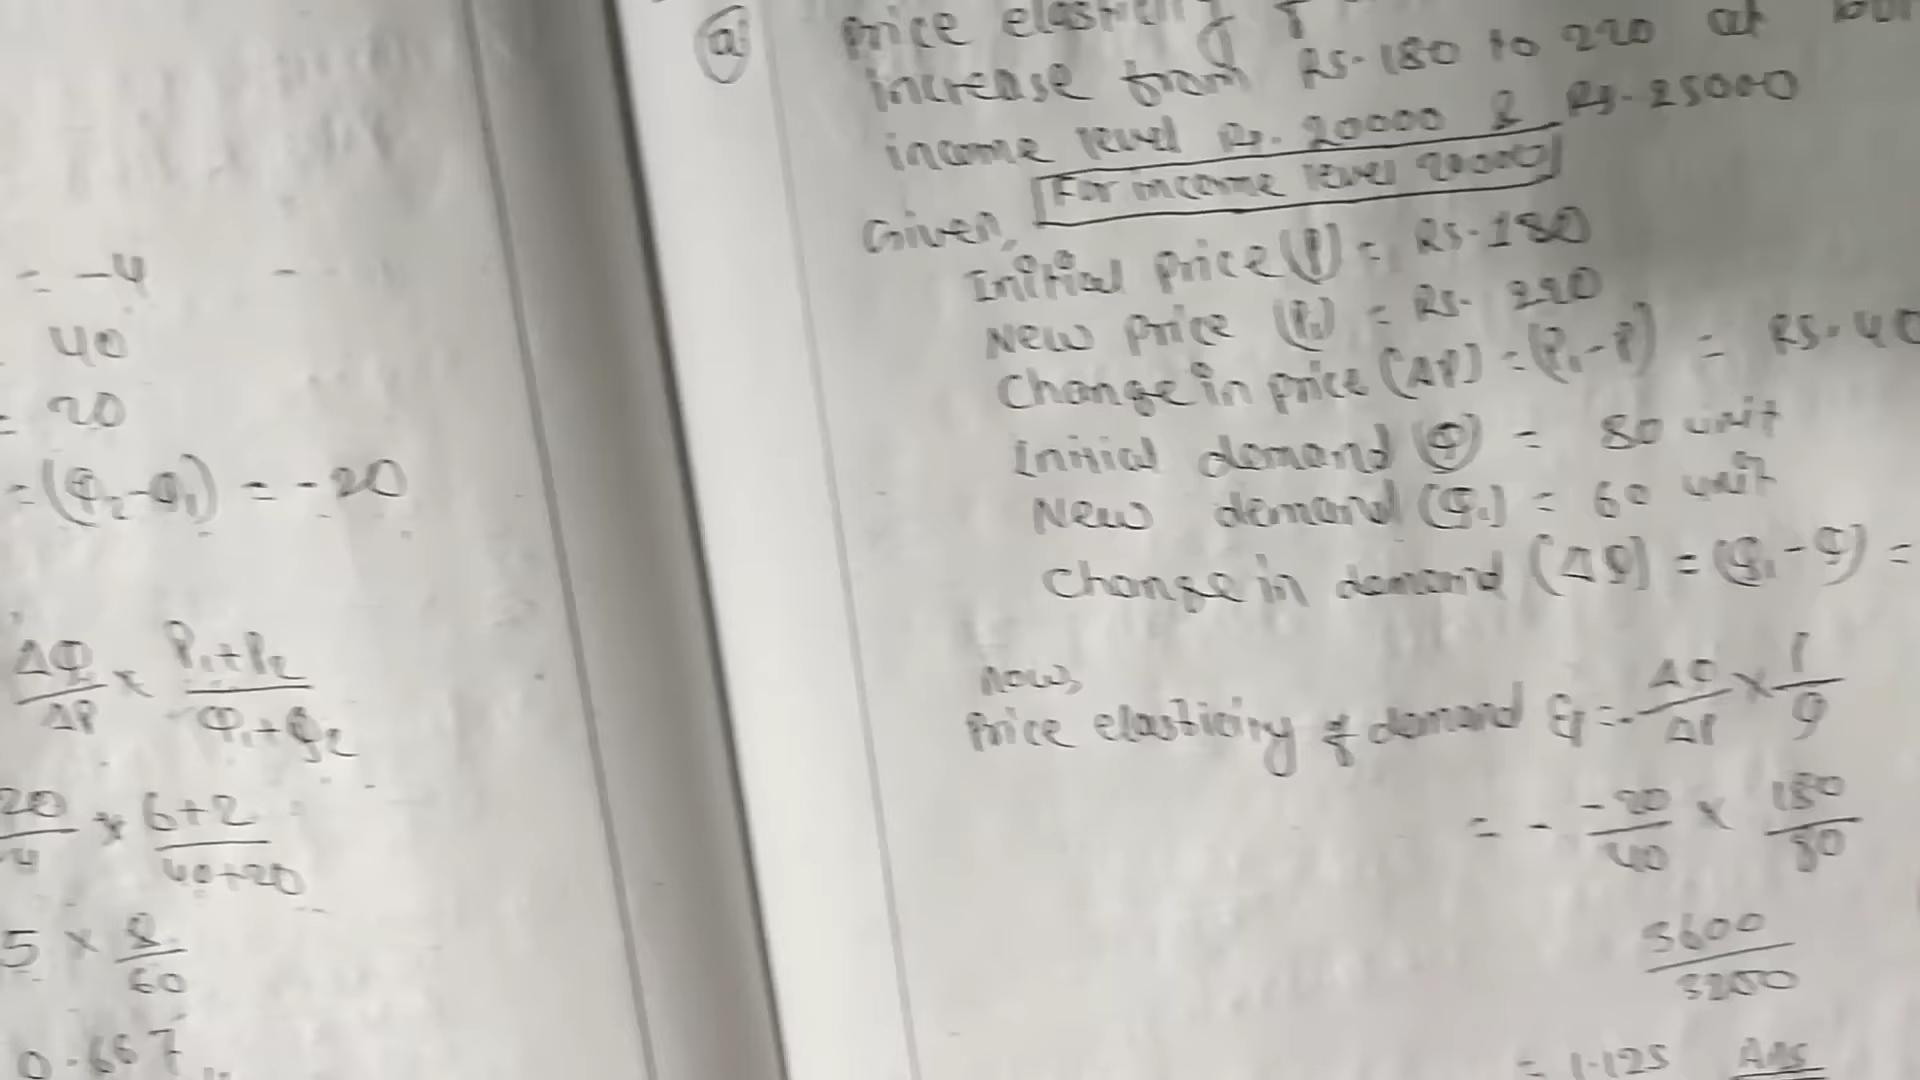 = -4
40
= 20
= (Q₂-Q₁) = -20
ΔQ/ΔP × P₁+P₂/Q₁+Q₂
20/4 × 6+2/40+20
5 × 8/60
0.667
(a) Price elasticity of
increase from Rs. 180 to 220 at
income level Rs. 20000 & Rs. 25000
For income level 20000
Given,
Initial price (P) = Rs. 180
New price (P₁) = Rs. 220
Change in price (ΔP) = (P₁-P) = Rs. 40
Initial demand (Q) = 80 unit
New demand (Q₁) = 60 unit
Change in demand (ΔQ) = (Q₁-Q) =
Now,
Price elasticity of demand Ep = - ΔQ/ΔP × P/Q
= - -20/40 × 180/80
3600/3200
= 1.125 Ans